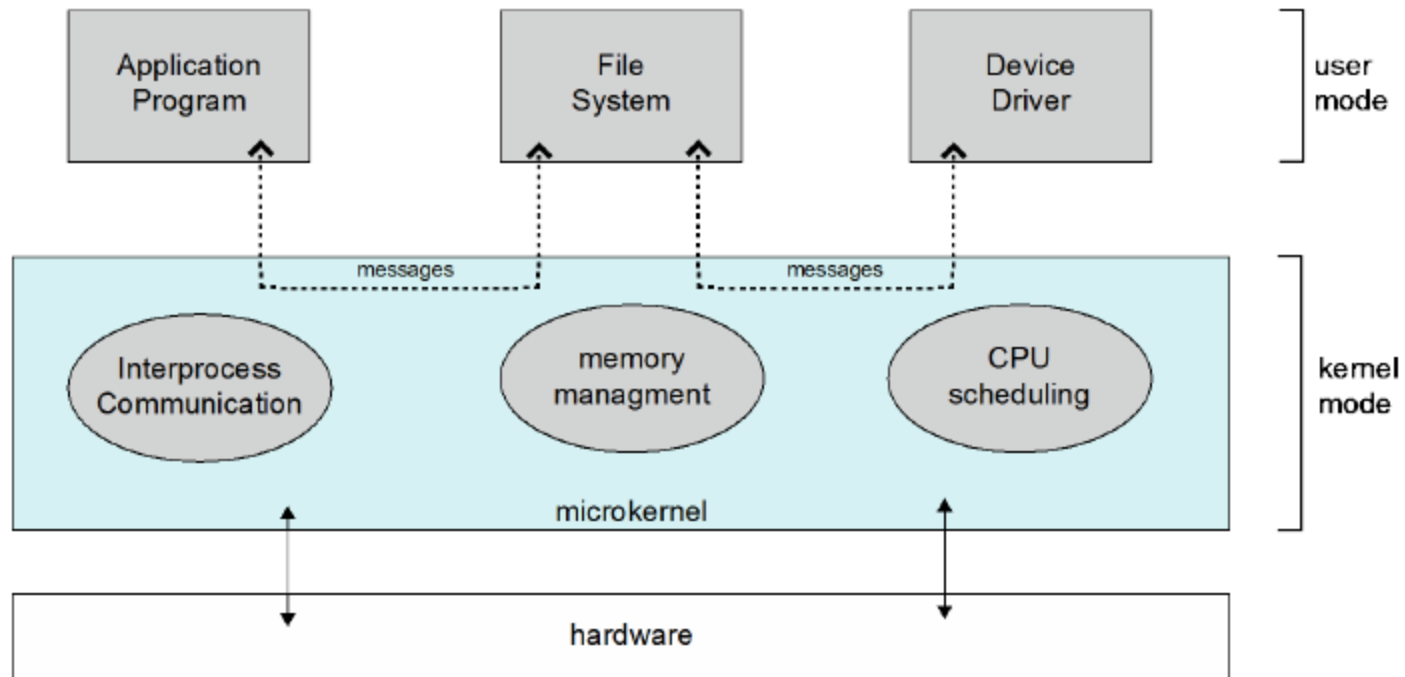 Application
Program
File
System
Device
Driver
user
mode
messages
messages
Interprocess
Communication
memory
managment
CPU
scheduling
kernel
mode
microkernel
hardware